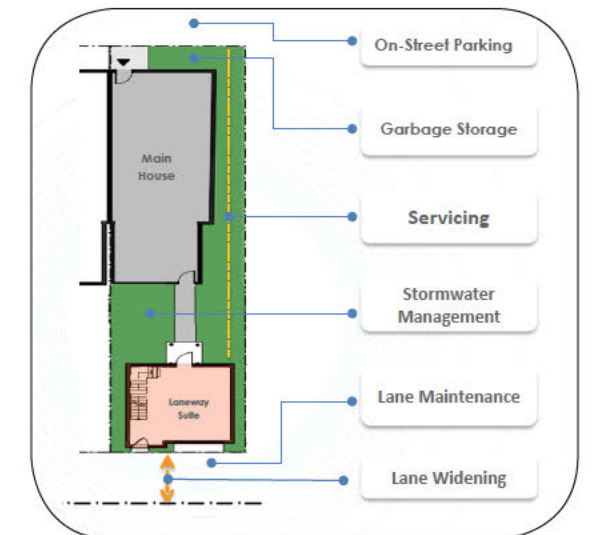 On-Street Parking
Garbage Storage
Main
House
Servicing
Stormwater
Management
Laneway
Suite
Lane Maintenance
Lane Widening